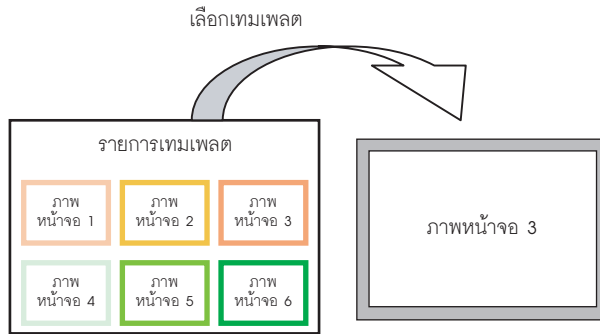 เลือกเทมเพลต
รายการเทมเพลต
ภาพ
หน้าจอ 1
ภาพ
หน้าจอ 2
ภาพ
หน้าจอ 3
ภาพ
หน้าจอ 4
ภาพ
หน้าจอ 5
ภาพ
หน้าจอ 6
ภาพหน้าจอ 3